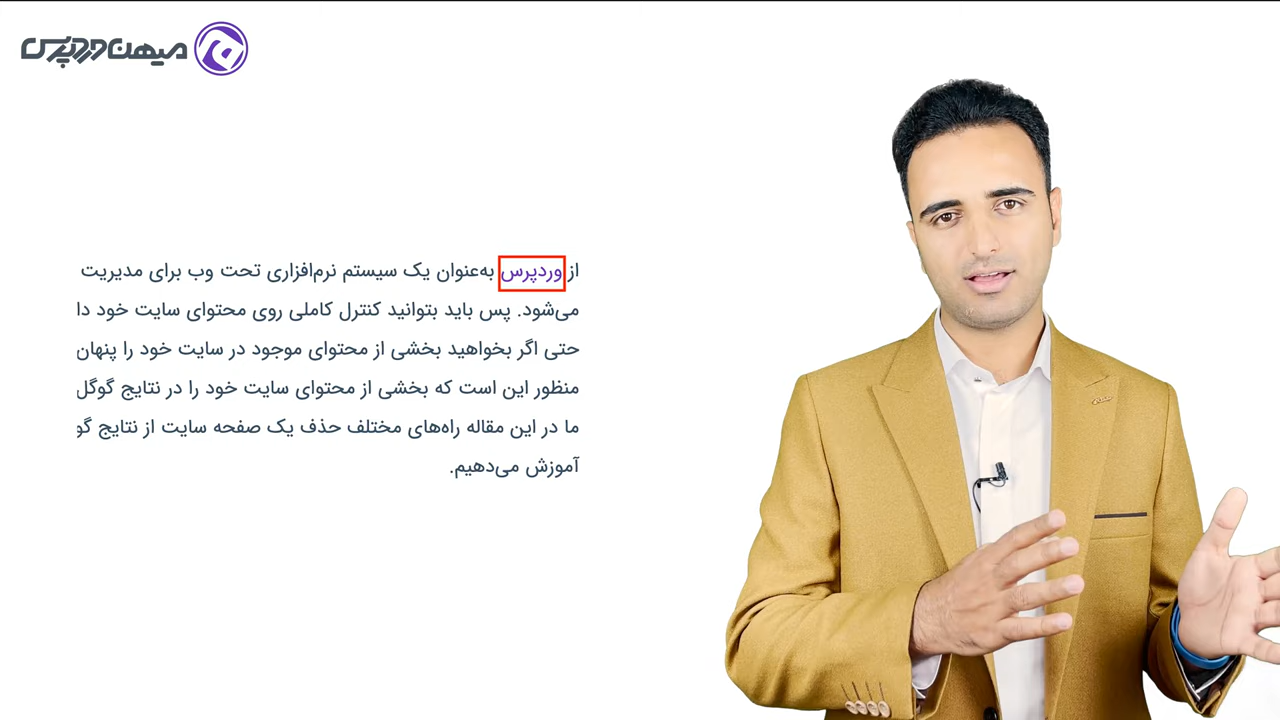 میهن وردپرس
از وردپرس به‌عنوان یک سیستم نرم‌افزاری تحت وب برای مدیریت
می‌شود. پس باید بتوانید کنترل کاملی روی محتوای سایت خود دا
حتی اگر بخواهید بخشی از محتوای موجود در سایت خود را پنهان
منظور این است که بخشی از محتوای سایت خود را در نتایج گوگل
ما در این مقاله راه‌های مختلف حذف یک صفحه سایت از نتایج گو
آموزش می‌دهیم.